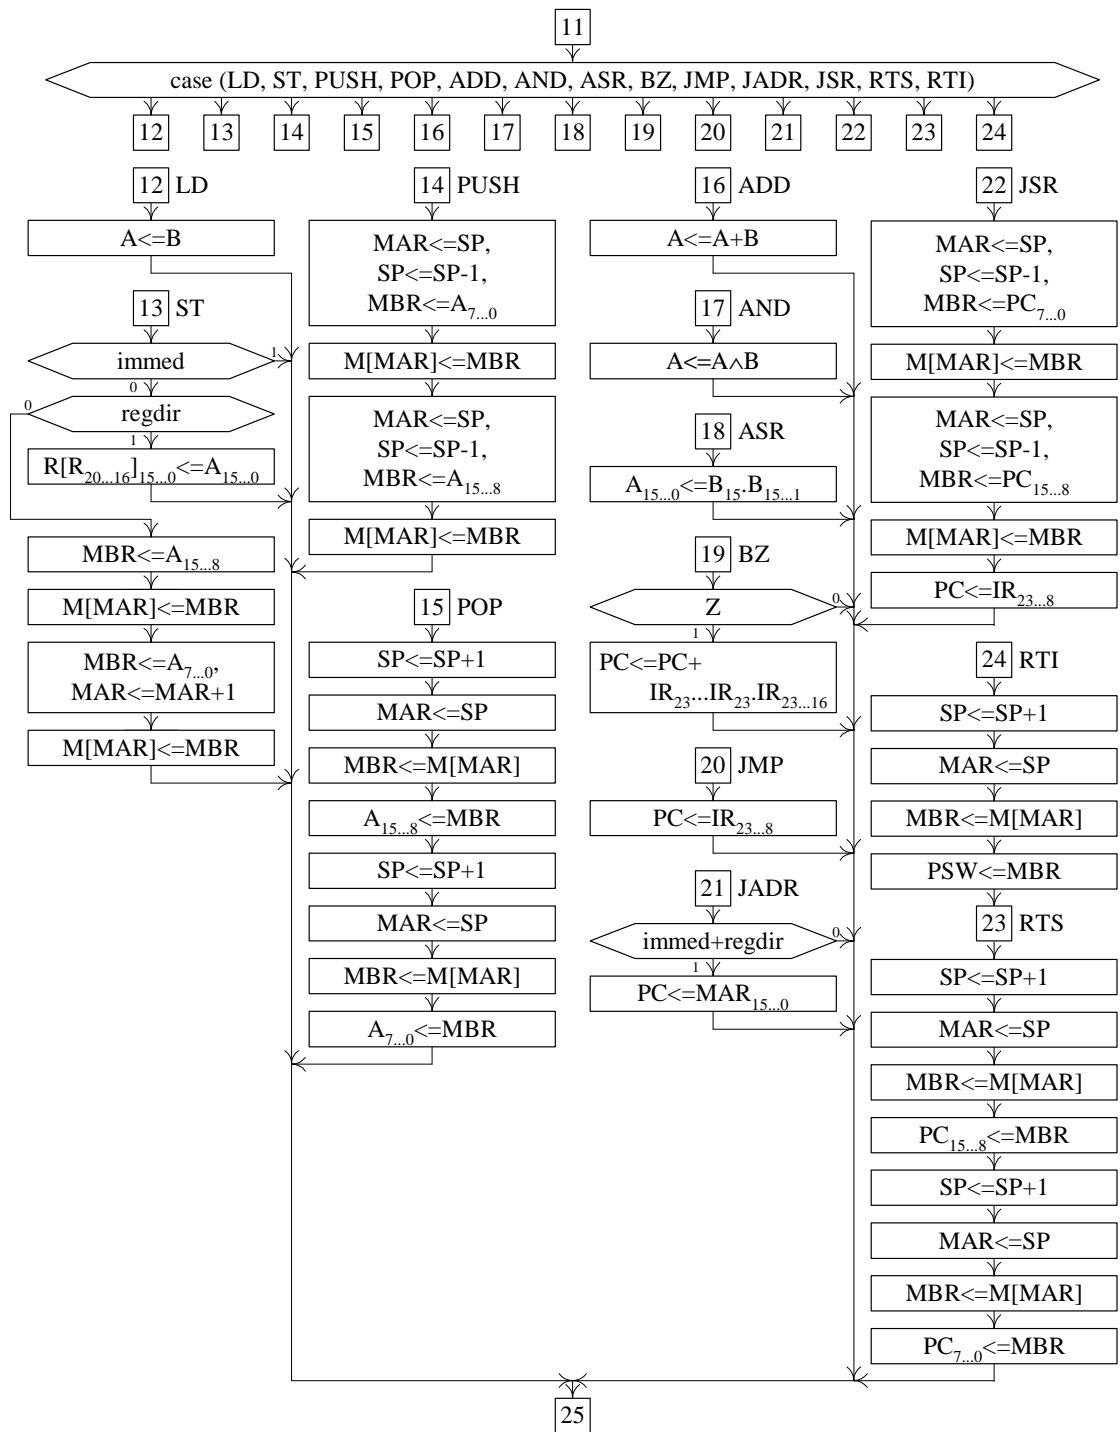 11
case (LD, ST, PUSH, POP, ADD, AND, ASR, BZ, JMP, JADR, JSR, RTS, RTI)
12 13 14 15 16 17 18 19 20 21 22 23 24
12 LD
A<=B
13 ST
immed
1
0
0
regdir
1
R[R20...16]15...0<=A15...0
MBR<=A15...8
M[MAR]<=MBR
MBR<=A7...0,
MAR<=MAR+1
M[MAR]<=MBR
14 PUSH
MAR<=SP,
SP<=SP-1,
MBR<=A7...0
M[MAR]<=MBR
MAR<=SP,
SP<=SP-1,
MBR<=A15...8
M[MAR]<=MBR
15 POP
SP<=SP+1
MAR<=SP
MBR<=M[MAR]
A15...8<=MBR
SP<=SP+1
MAR<=SP
MBR<=M[MAR]
A7...0<=MBR
16 ADD
A<=A+B
17 AND
A<=A∧B
18 ASR
A15...0<=B15.B15...1
19 BZ
Z
0
1
PC<=PC+
IR23...IR23.IR23...16
20 JMP
PC<=IR23...8
21 JADR
immed+regdir
0
1
PC<=MAR15...0
22 JSR
MAR<=SP,
SP<=SP-1,
MBR<=PC7...0
M[MAR]<=MBR
MAR<=SP,
SP<=SP-1,
MBR<=PC15...8
M[MAR]<=MBR
PC<=IR23...8
24 RTI
SP<=SP+1
MAR<=SP
MBR<=M[MAR]
PSW<=MBR
23 RTS
SP<=SP+1
MAR<=SP
MBR<=M[MAR]
PC15...8<=MBR
SP<=SP+1
MAR<=SP
MBR<=M[MAR]
PC7...0<=MBR
25